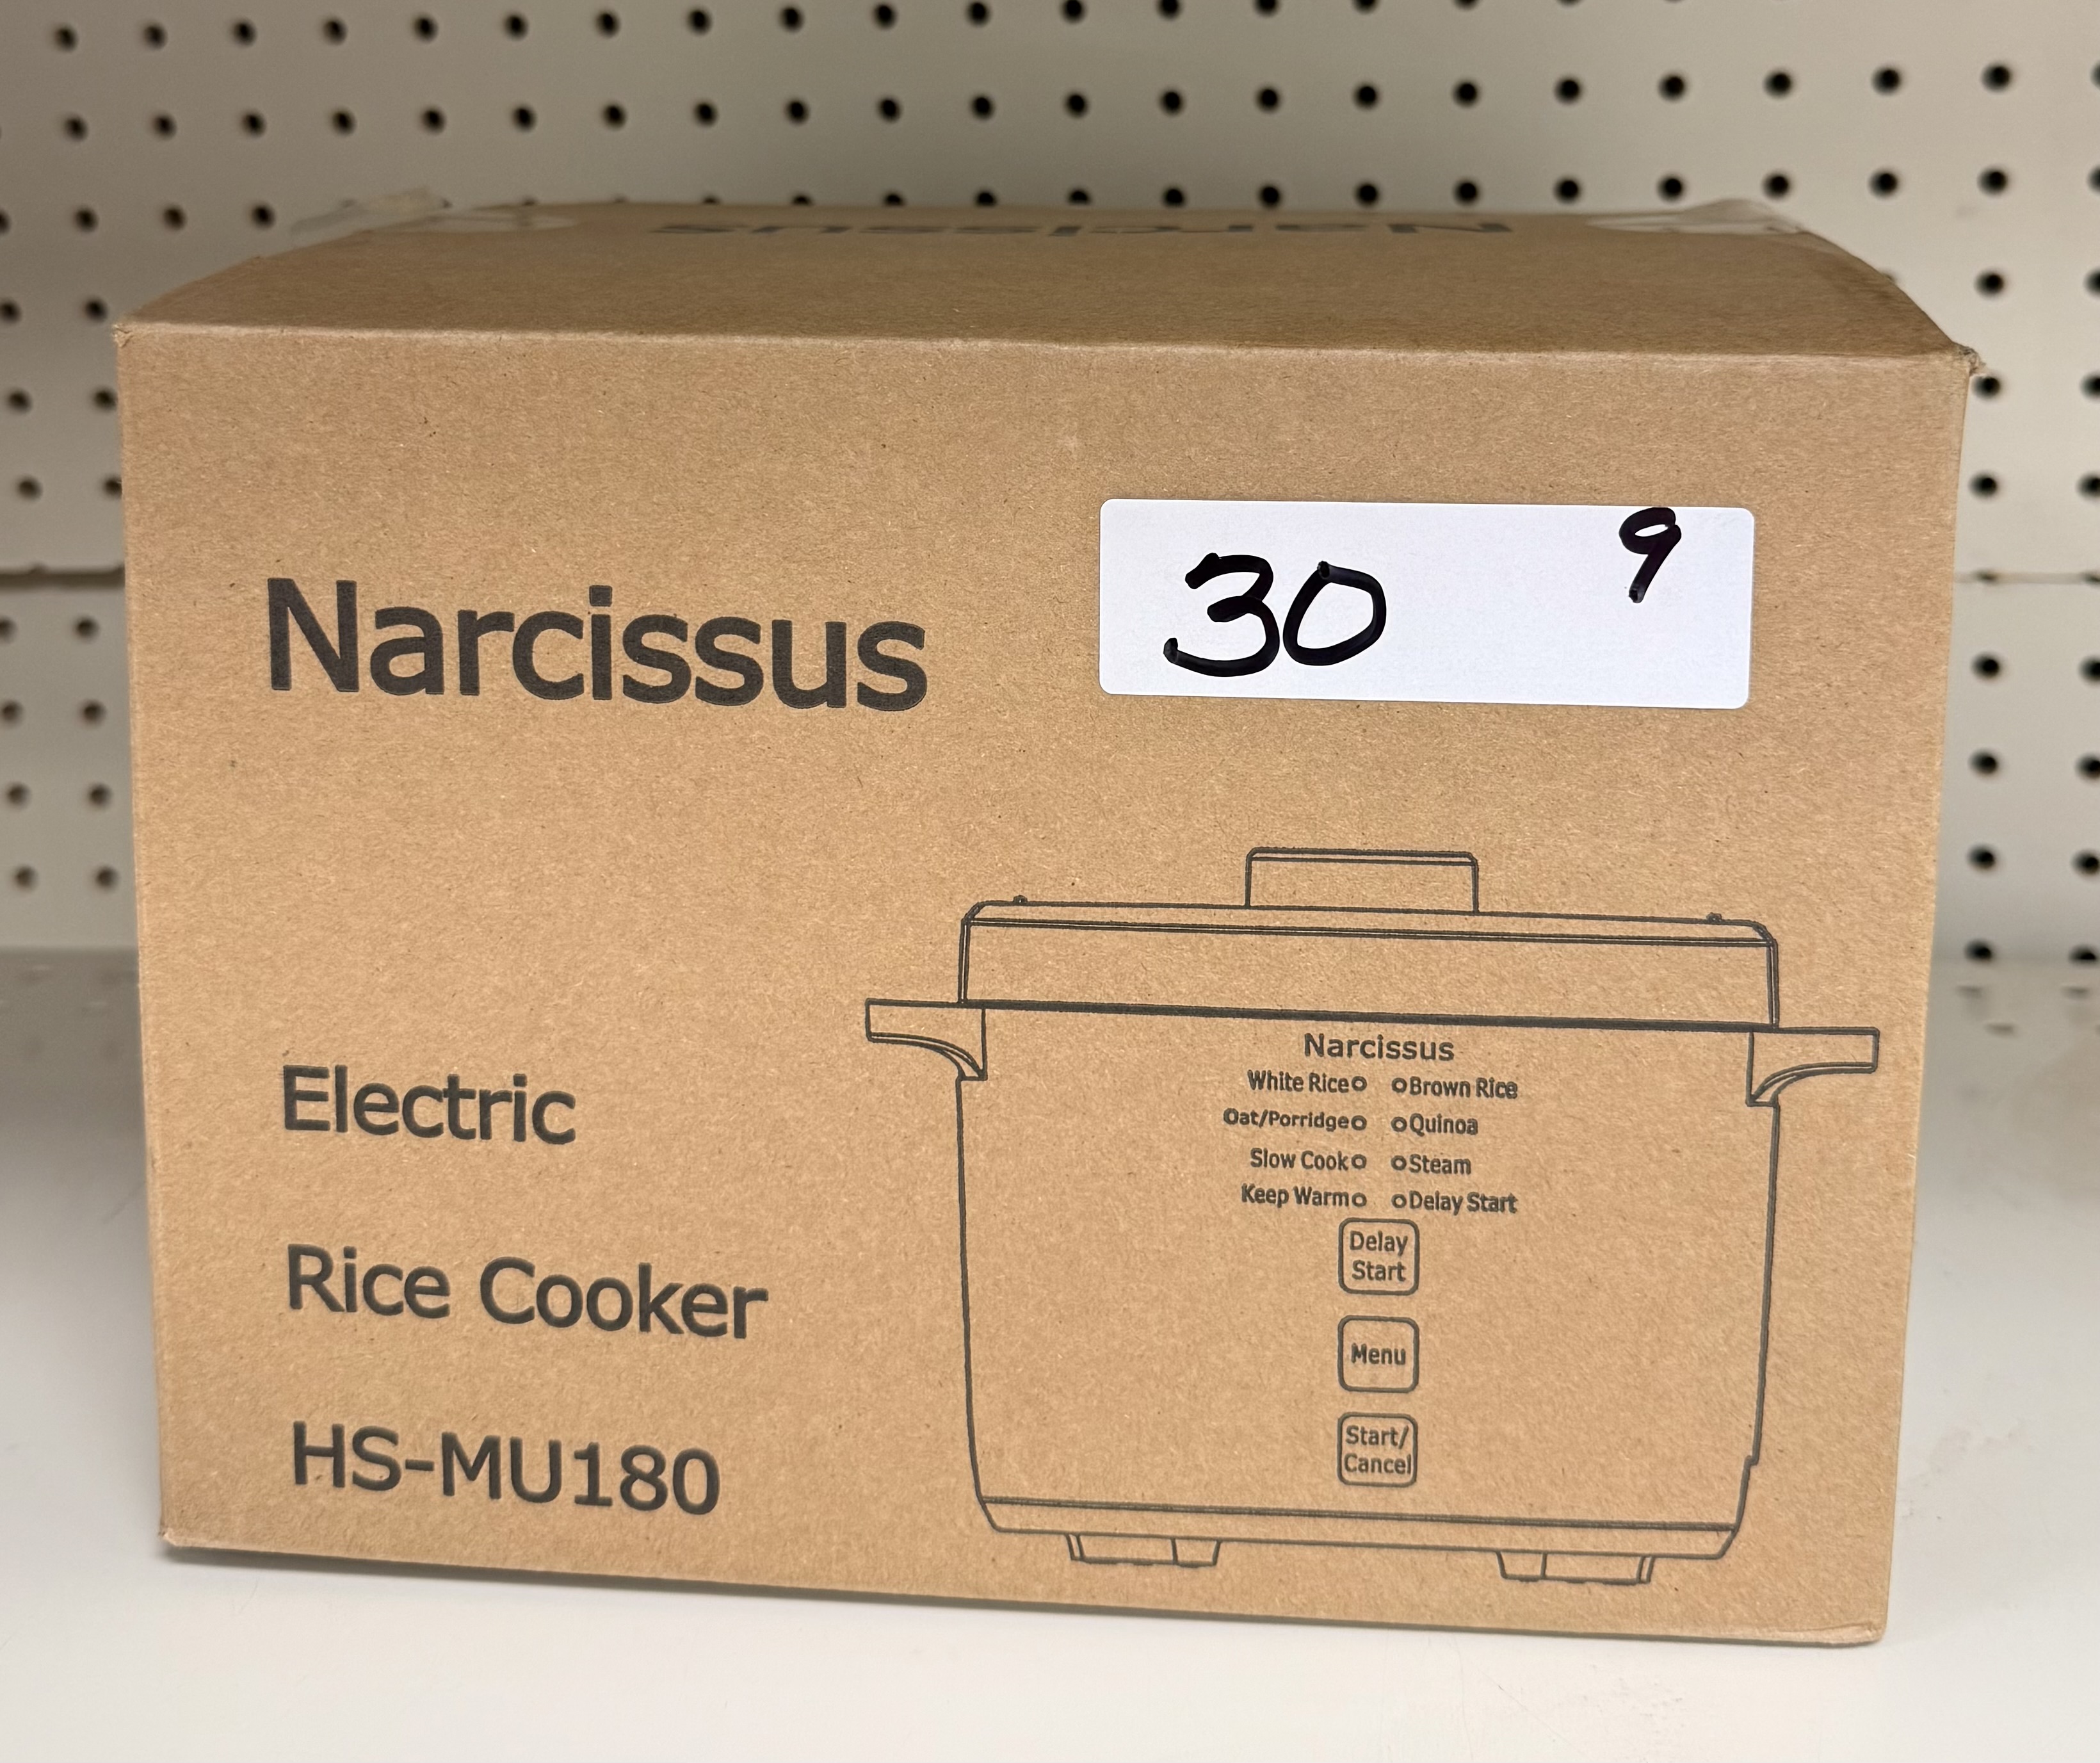 Narcissus
Narcissus
30 9
Electric
Rice Cooker
HS-MU180
Narcissus
White Rice Brown Rice
Oat/Porridge Quinoa
Slow Cook Steam
Keep Warm Delay Start
Delay
Start
Menu
Start/
Cancel